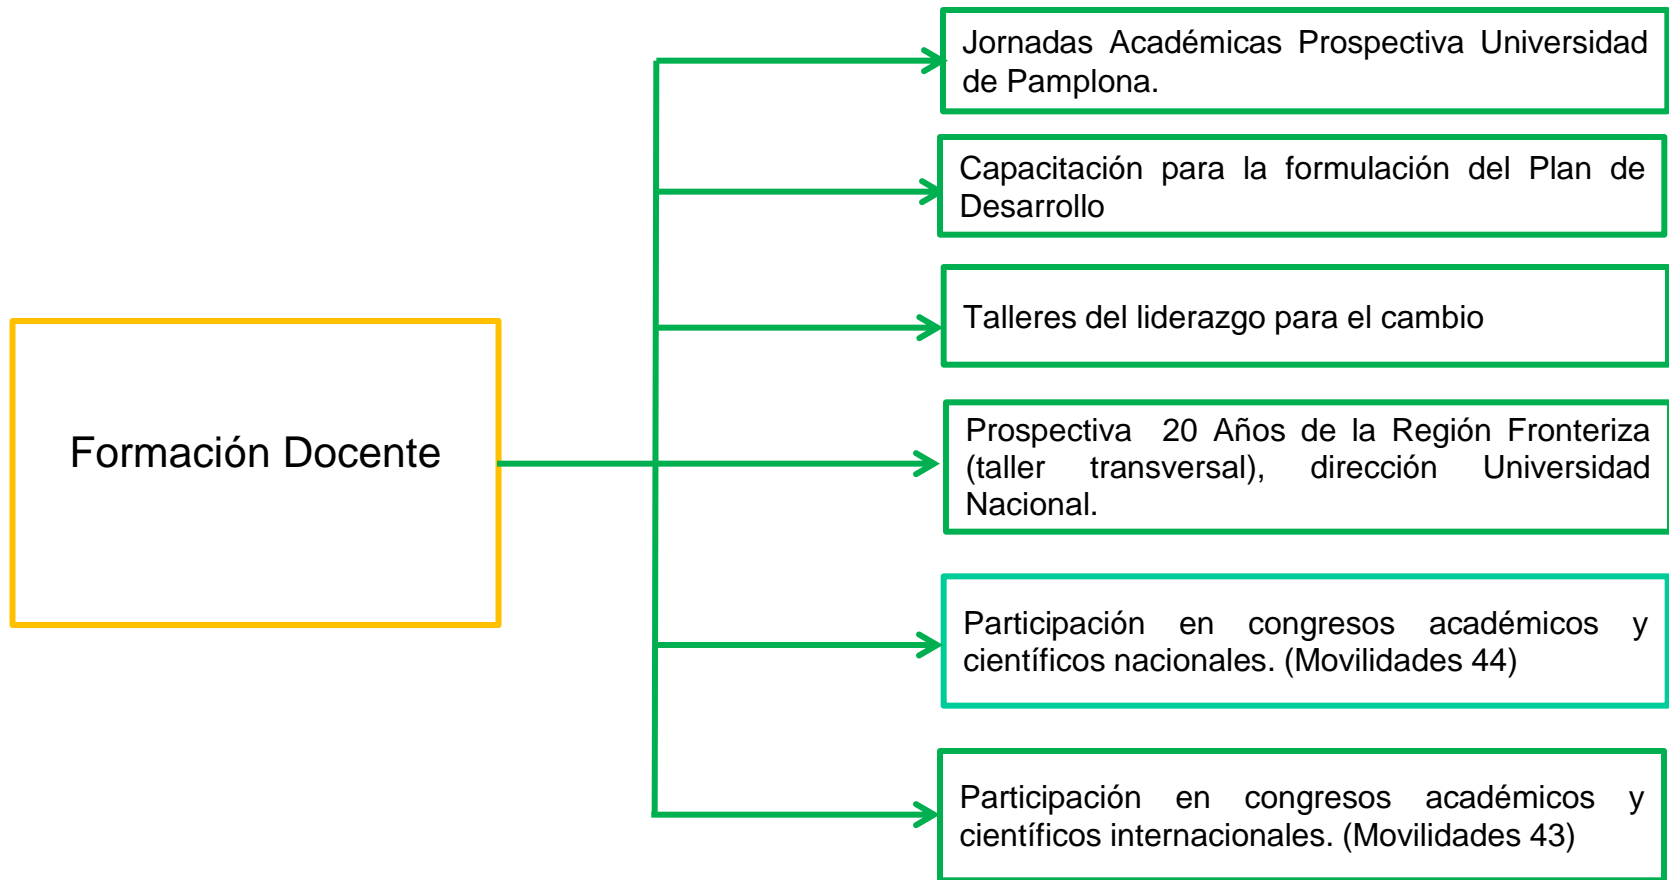 Formación Docente
Jornadas Académicas Prospectiva Universidad
de Pamplona.
Capacitación para la formulación del Plan de
Desarrollo
Talleres del liderazgo para el cambio
Prospectiva 20 Años de la Región Fronteriza
(taller transversal), dirección Universidad
Nacional.
Participación en congresos académicos y
científicos nacionales. (Movilidades 44)
Participación en congresos académicos y
científicos internacionales. (Movilidades 43)